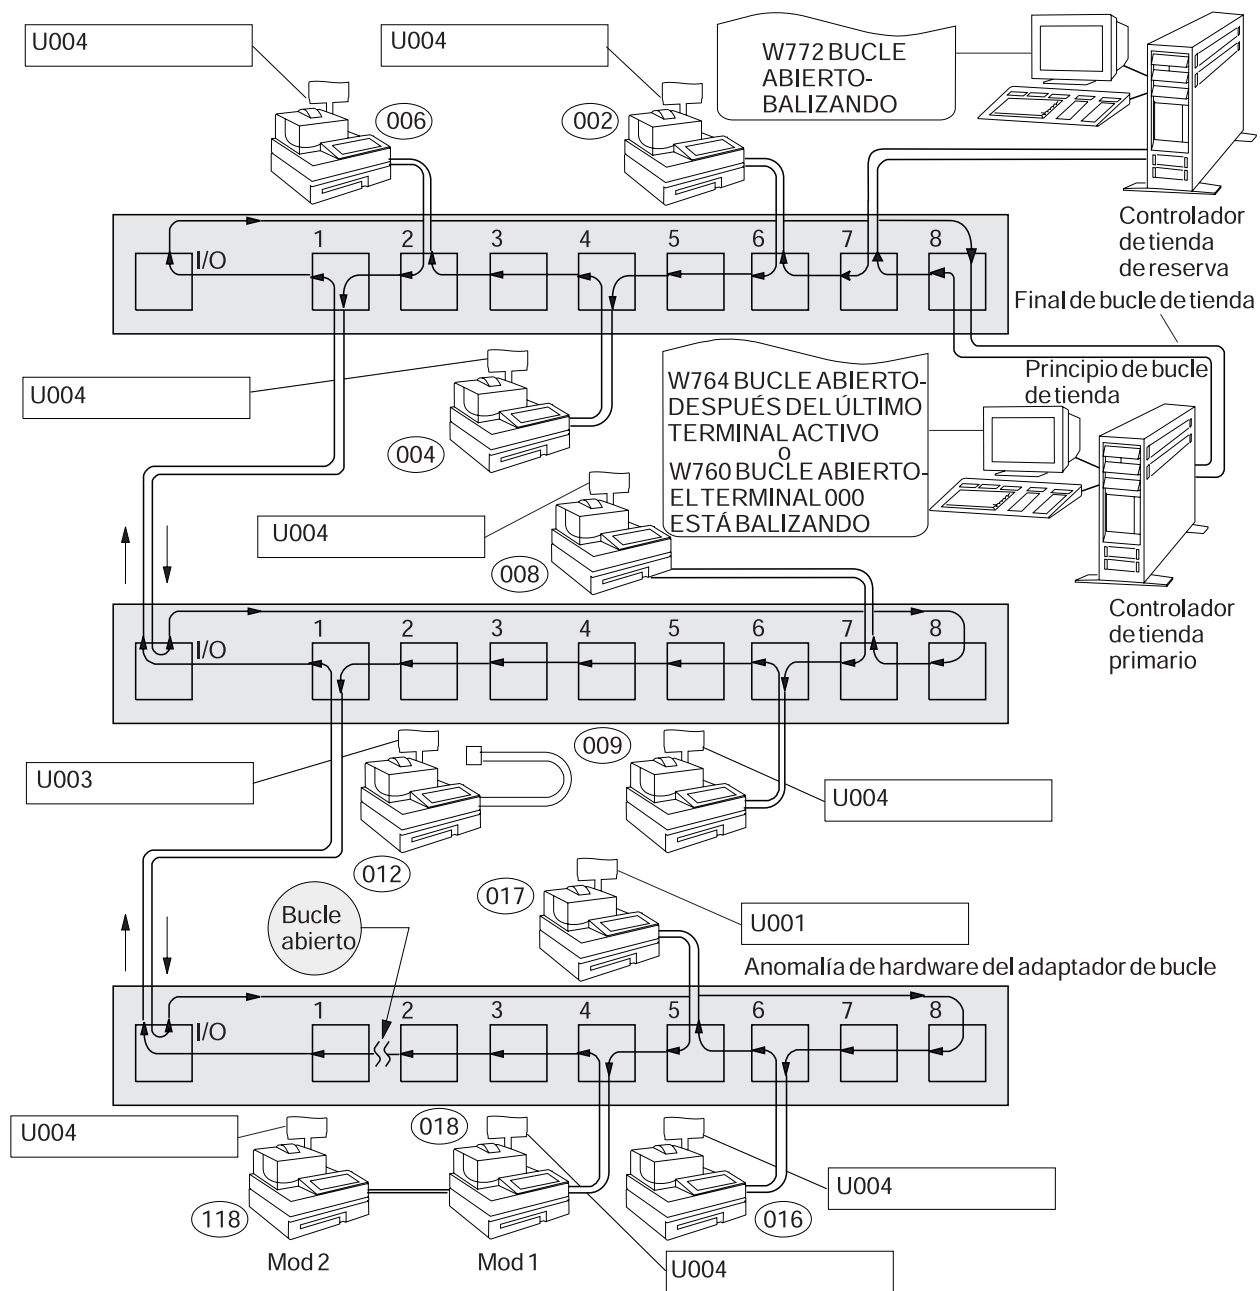 U004
U004
W772 BUCLE
ABIERTO-
BALIZANDO
006
002
Controlador
de tienda
de reserva
I/O
1
2
3
4
5
6
7
8
Final de bucle de tienda
Principio de bucle
de tienda
U004
004
W764 BUCLE ABIERTO-
DESPUÉS DEL ÚLTIMO
TERMINAL ACTIVO
o
W760 BUCLE ABIERTO-
EL TERMINAL 000
ESTÁ BALIZANDO
U004
008
Controlador
de tienda
primario
I/O
1
2
3
4
5
6
7
8
U003
009
U004
012
017
Bucle
abierto
U001
Anomalía de hardware del adaptador de bucle
I/O
1
2
3
4
5
6
7
8
U004
018
U004
118
016
Mod 2
Mod 1
U004